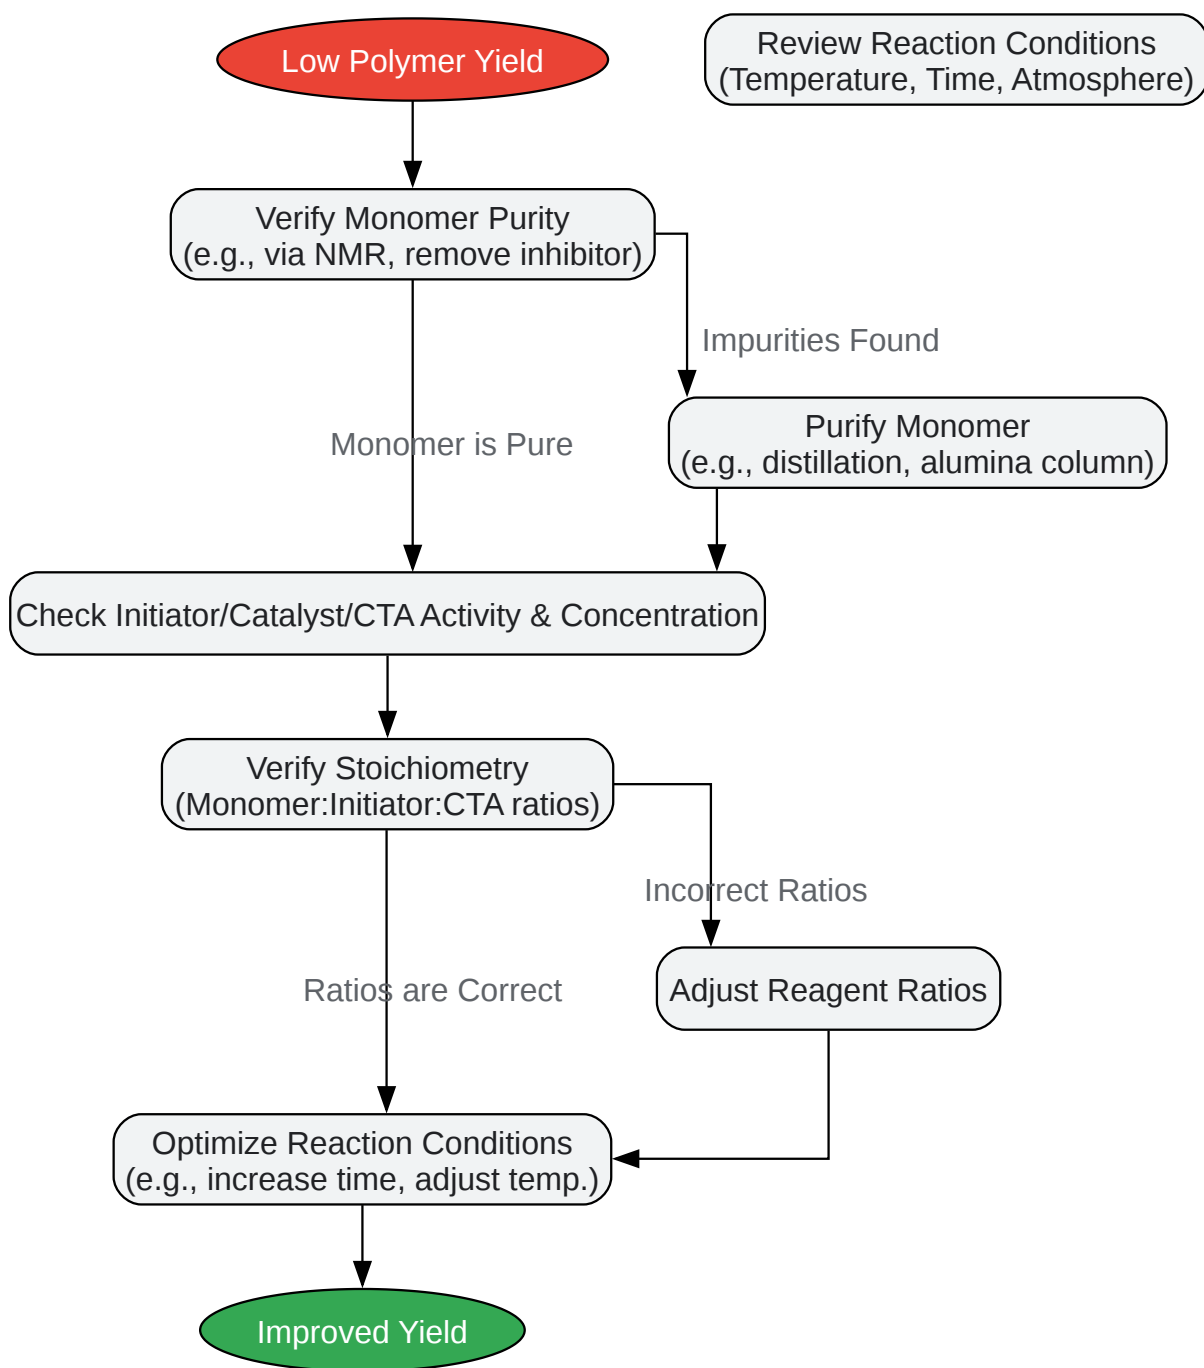 Low Polymer Yield
Review Reaction Conditions
(Temperature, Time, Atmosphere)
Verify Monomer Purity
(e.g., via NMR, remove inhibitor)
Impurities Found
Monomer is Pure
Purify Monomer
(e.g., distillation, alumina column)
Check Initiator/Catalyst/CTA Activity & Concentration
Verify Stoichiometry
(Monomer:Initiator:CTA ratios)
Incorrect Ratios
Ratios are Correct
Adjust Reagent Ratios
Optimize Reaction Conditions
(e.g., increase time, adjust temp.)
Improved Yield